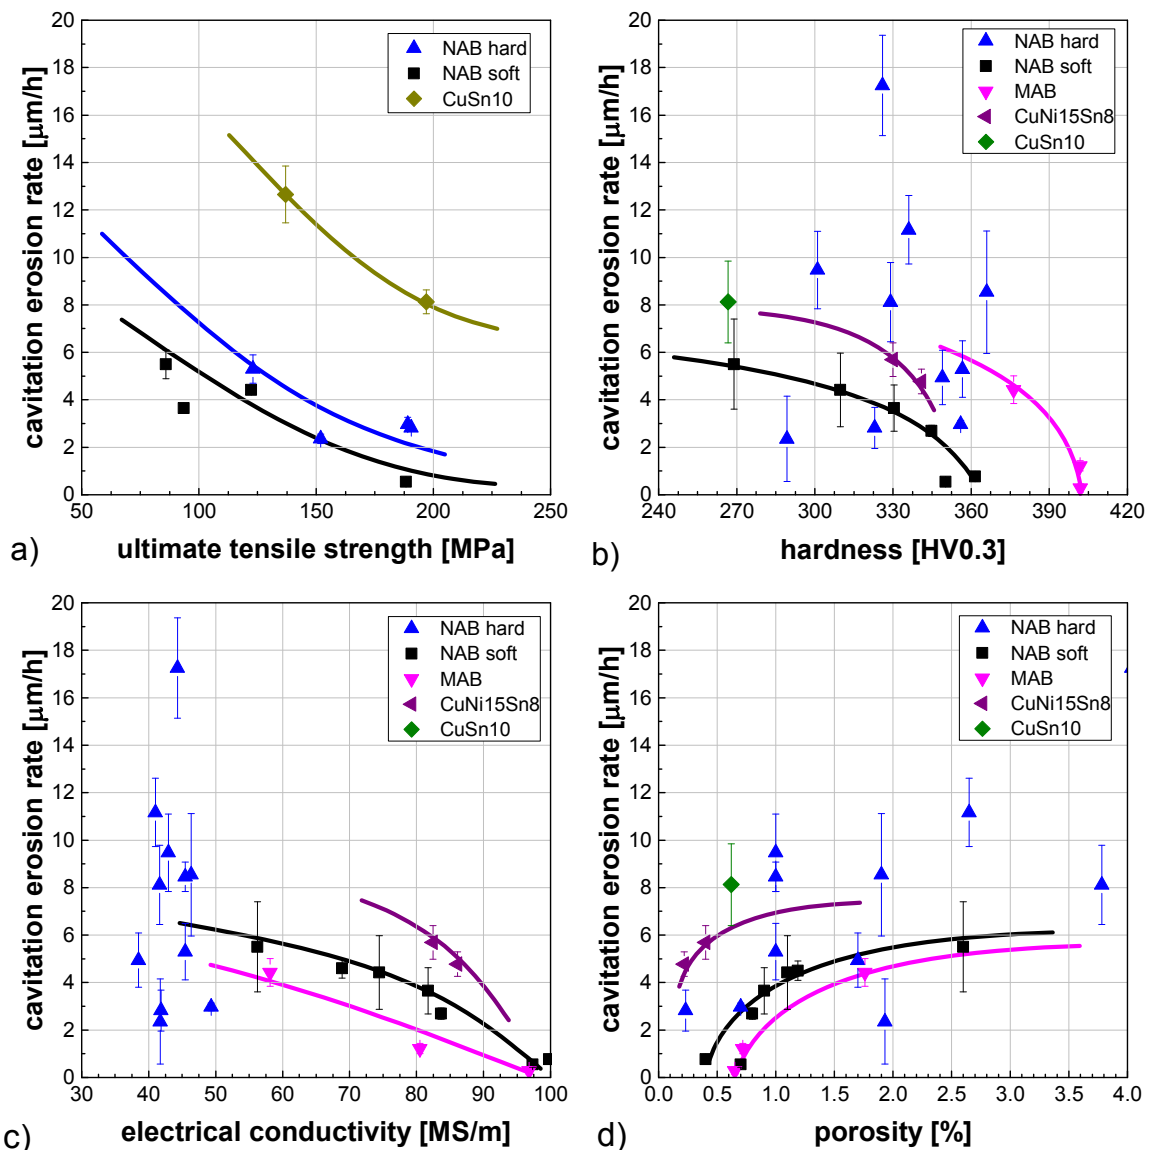 20
18
16
14
12
10
8
6
4
2
0
cavitation erosion rate [μm/h]
NAB hard
NAB soft
CuSn10
50
100
150
200
250
a)
ultimate tensile strength [MPa]
20
18
16
14
12
10
8
6
4
2
0
cavitation erosion rate [μm/h]
NAB hard
NAB soft
MAB
CuNi15Sn8
CuSn10
240
270
300
330
360
390
420
b)
hardness [HV0.3]
20
18
16
14
12
10
8
6
4
2
0
cavitation erosion rate [μm/h]
NAB hard
NAB soft
MAB
CuNi15Sn8
CuSn10
30
40
50
60
70
80
90
100
c)
electrical conductivity [MS/m]
20
18
16
14
12
10
8
6
4
2
0
cavitation erosion rate [μm/h]
NAB hard
NAB soft
MAB
CuNi15Sn8
CuSn10
0.0
0.5
1.0
1.5
2.0
2.5
3.0
3.5
4.0
d)
porosity [%]